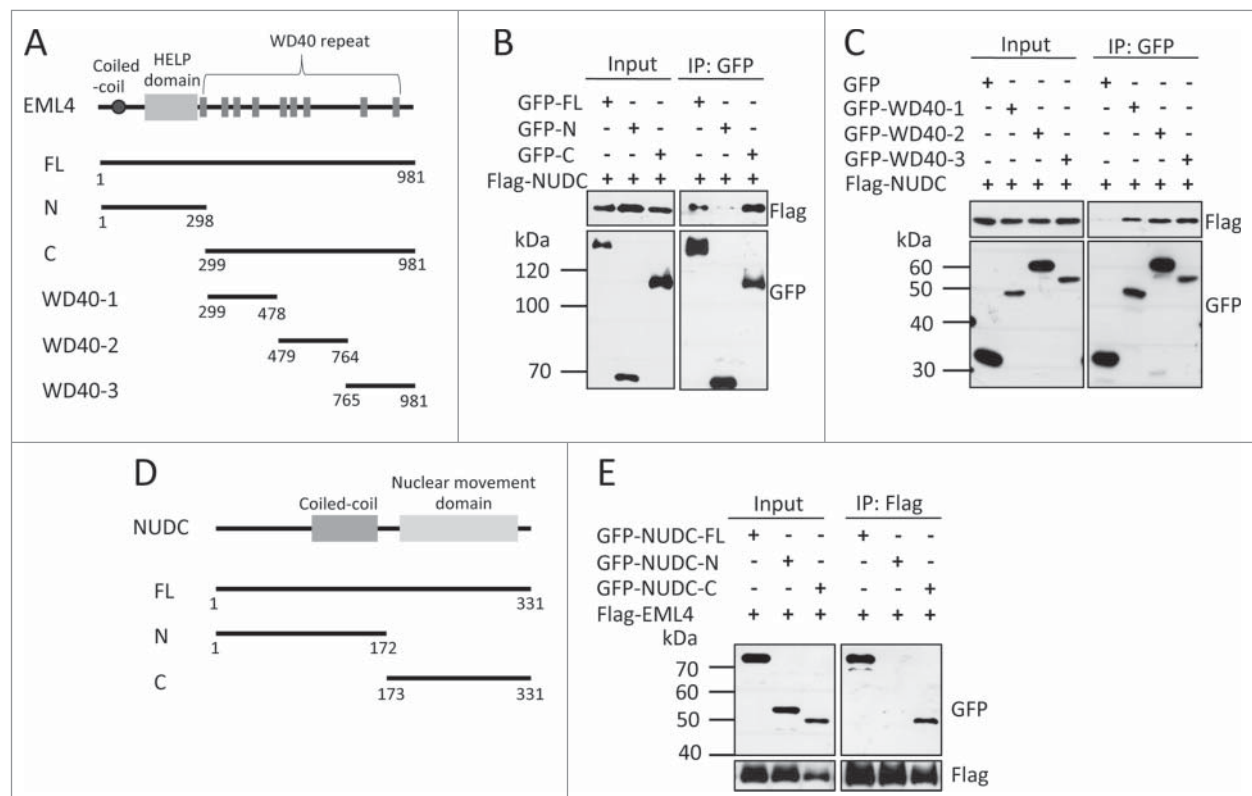 A
WD40 repeat
HELP
domain
Coiled
-coil
EML4
FL
1 981
N
1 298
C
299 981
WD40-1
299 478
WD40-2
479 764
WD40-3
765 981
B
Input IP: GFP
GFP-FL + - - + - -
GFP-N - + - - + -
GFP-C - - + - - +
Flag-NUDC + + + + + +
Flag
kDa
120
100
70
GFP
C
Input IP: GFP
GFP + - - - + - - -
GFP-WD40-1 - + - - - + - -
GFP-WD40-2 - - + - - - + -
GFP-WD40-3 - - - + - - - +
Flag-NUDC + + + + + + + +
Flag
kDa
60
50
40
30
GFP
D
Coiled-coil
Nuclear movement
domain
NUDC
FL
1 331
N
1 172
C
173 331
E
Input IP: Flag
GFP-NUDC-FL + - - + - -
GFP-NUDC-N - + - - + -
GFP-NUDC-C - - + - - +
Flag-EML4 + + + + + +
kDa
70
60
50
40
GFP
Flag